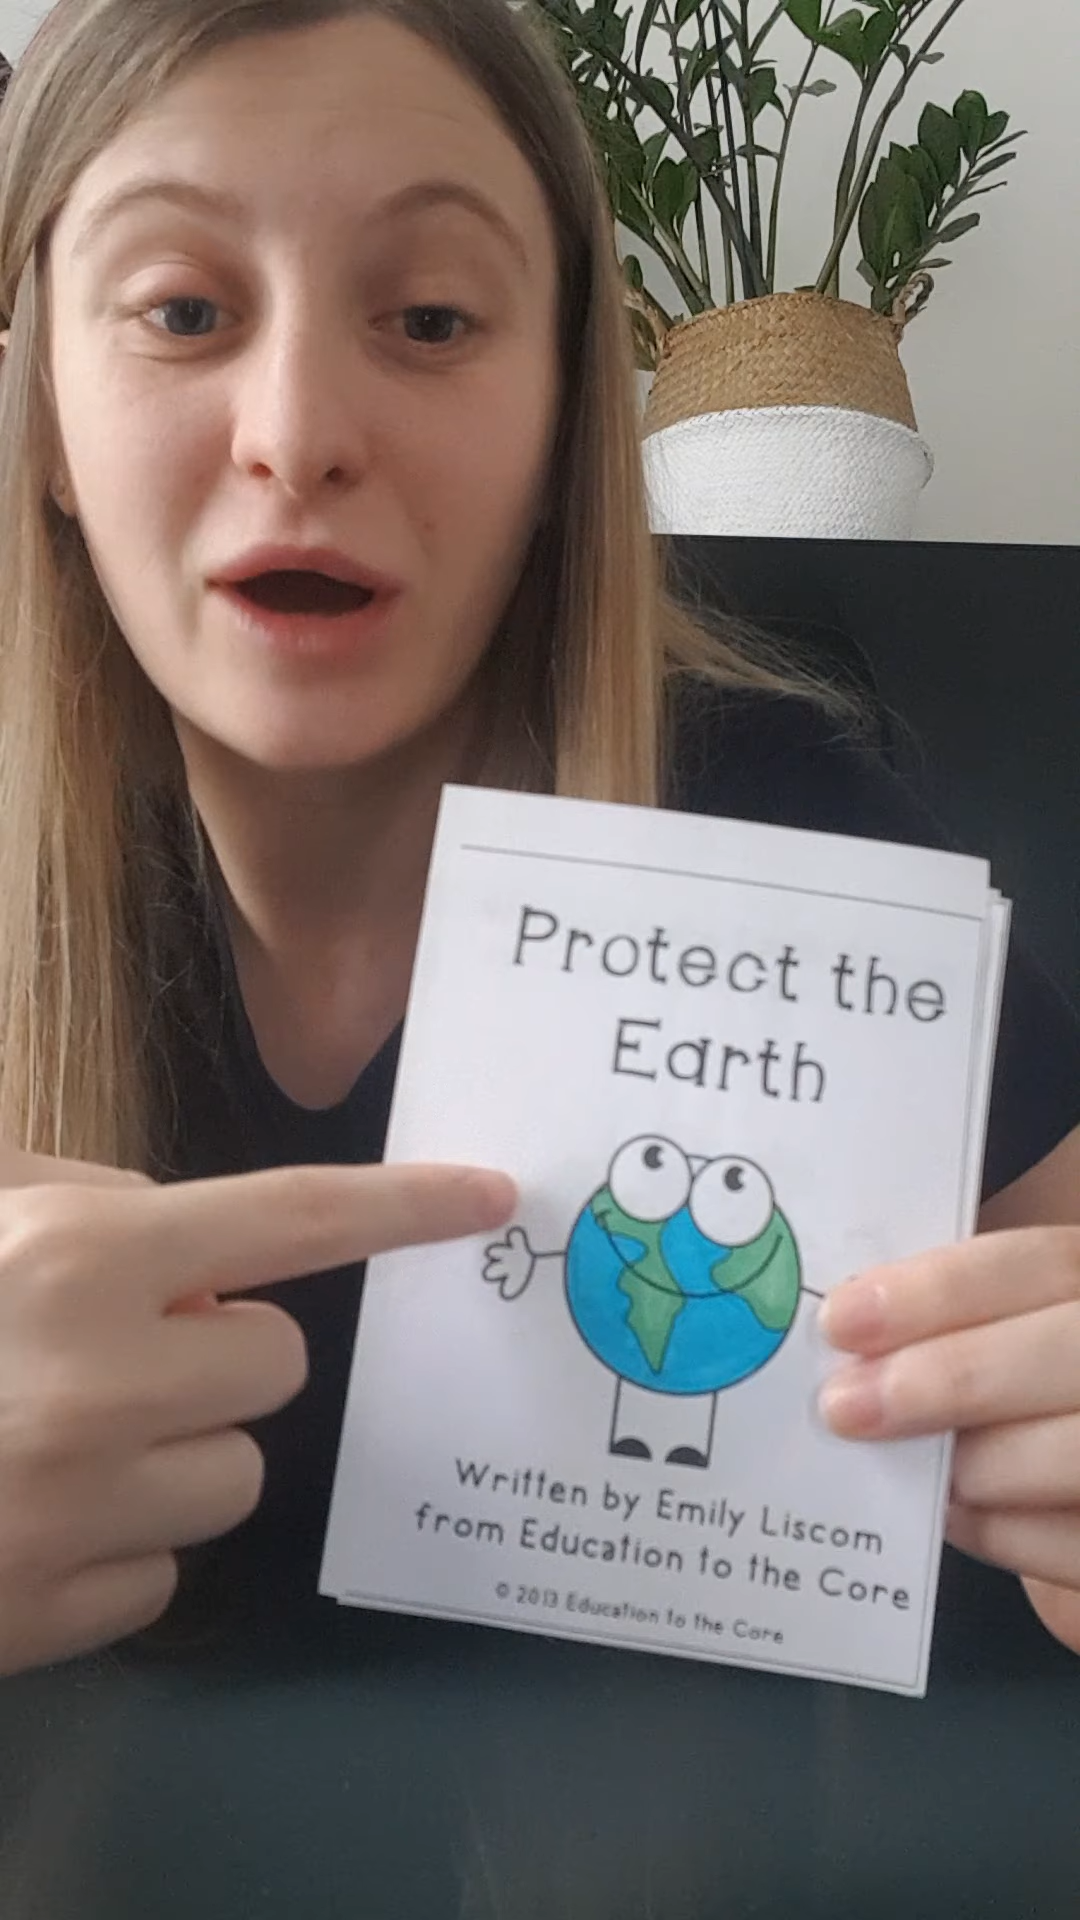 Protect the
Earth
Written by Emily Liscom
from Education to the Core
© 2013 Education to the Core